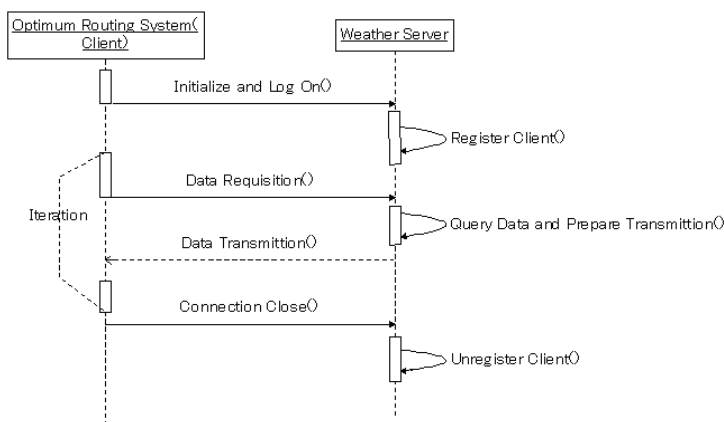 Optimum Routing System(
Client)
Weather Server
Initialize and Log On()
Register Client()
Data Requisition()
Iteration
Query Data and Prepare Transmittion()
Data Transmittion()
Connection Close()
Unregister Client()